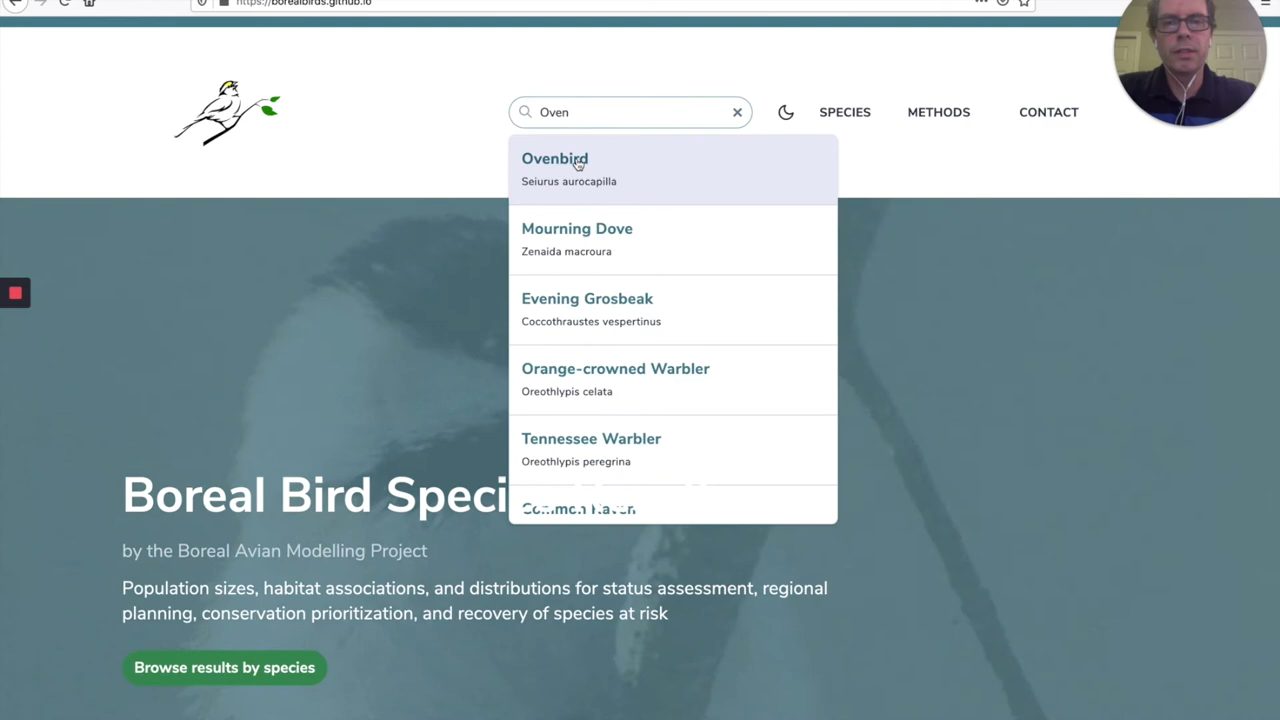 https://borealbirds.github.io
Oven
SPECIES
METHODS
CONTACT
Ovenbird
Seiurus aurocapilla
Mourning Dove
Zenaida macroura
Evening Grosbeak
Coccothraustes vespertinus
Orange-crowned Warbler
Oreothlypis celata
Tennessee Warbler
Oreothlypis peregrina
Common Raven
Boreal Bird Speci
by the Boreal Avian Modelling Project
Population sizes, habitat associations, and distributions for status assessment, regional
planning, conservation prioritization, and recovery of species at risk
Browse results by species